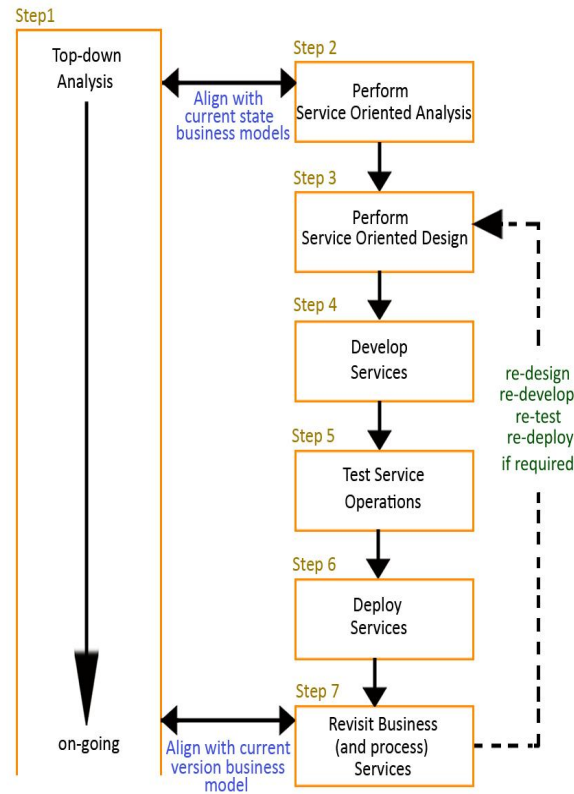 Step1
Top-down
Analysis
on-going
Align with
current state
business models
Step 2
Perform
Service Oriented Analysis
Step 3
Perform
Service Oriented Design
Step 4
Develop
Services
Step 5
Test Service
Operations
Step 6
Deploy
Services
Step 7
Revisit Business
(and process)
Services
Align with current
version business
model
re-design
re-develop
re-test
re-deploy
if required